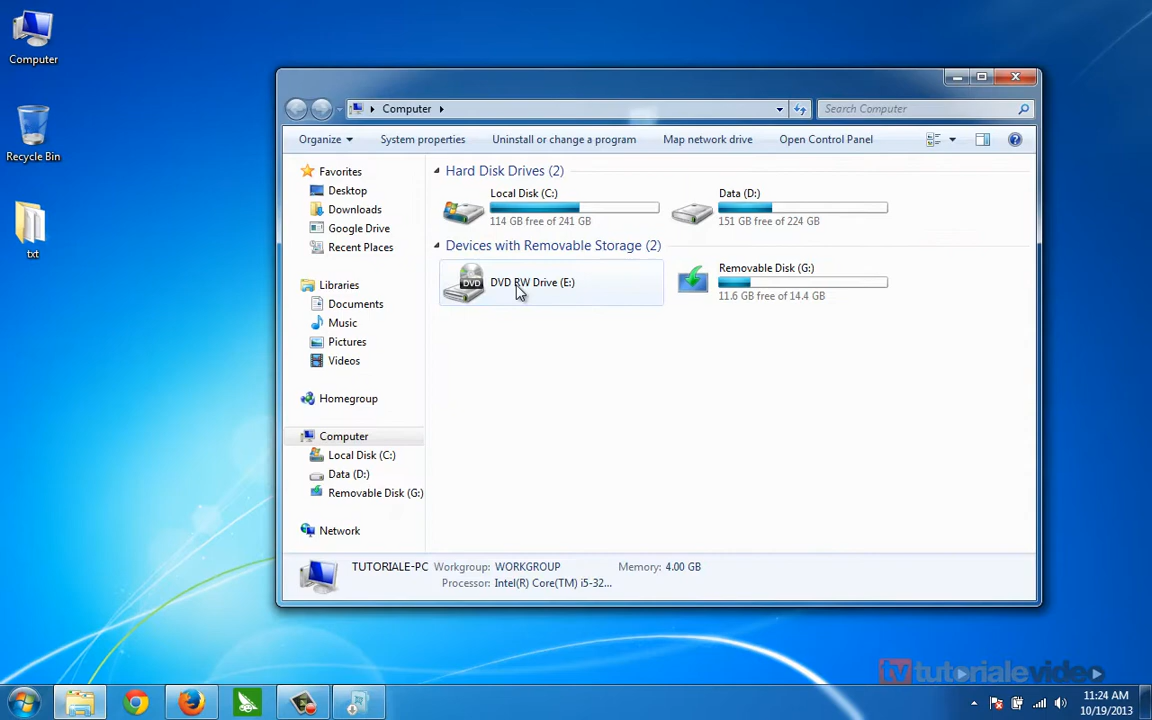 Computer
Recycle Bin
txt
Computer
Search Computer
Organize System properties Uninstall or change a program Map network drive Open Control Panel
Favorites
Desktop
Downloads
Google Drive
Recent Places
Libraries
Documents
Music
Pictures
Videos
Homegroup
Computer
Local Disk (C:)
Data (D:)
Removable Disk (G:)
Network
Hard Disk Drives (2)
Local Disk (C:)
114 GB free of 241 GB
Data (D:)
151 GB free of 224 GB
Devices with Removable Storage (2)
DVD
DVD RW Drive (E:)
Removable Disk (G:)
11.6 GB free of 14.4 GB
TUTORIALE-PC Workgroup: WORKGROUP Memory: 4.00 GB
Processor: Intel(R) Core(TM) i5-32...
tv tutorialevideo
11:24 AM
10/19/2013